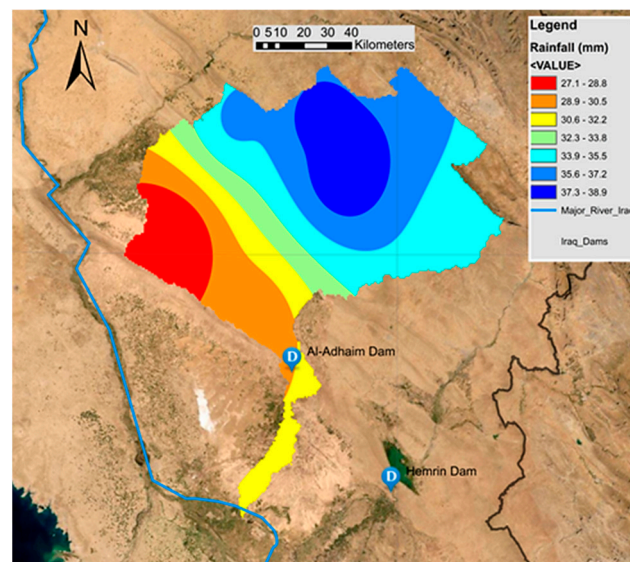 N
0 5 10 20 30 40
Kilometers
Legend
Rainfall (mm)
<VALUE>
27.1 - 28.8
28.9 - 30.5
30.6 - 32.2
32.3 - 33.8
33.9 - 35.5
35.6 - 37.2
37.3 - 38.9
Major_River_Iraq
Iraq_Dams
D Al-Adhaim Dam
D Hemrin Dam